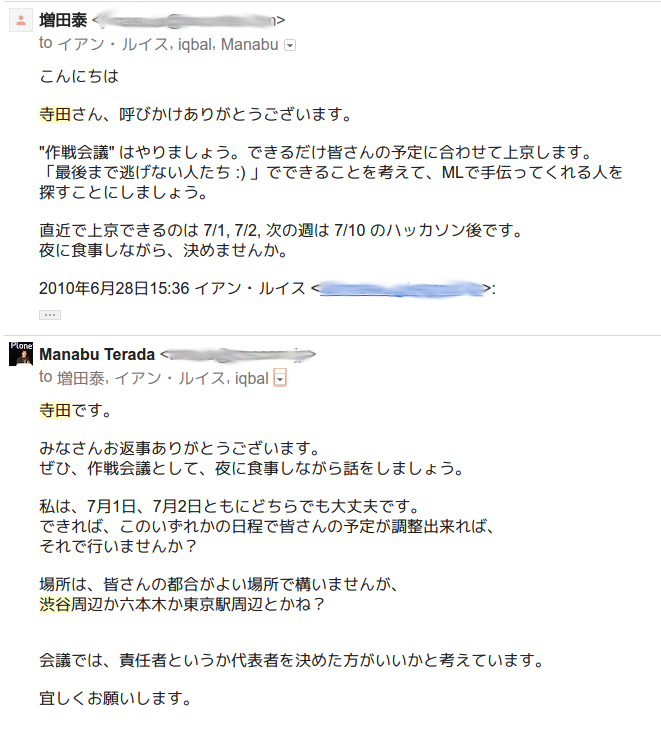 増田泰 < n>
to イアン・ルイス, iqbal, Manabu
こんにちは
寺田さん、呼びかけありがとうございます。
"作戦会議" はやりましょう。できるだけ皆さんの予定に合わせて上京します。
「最後まで逃げない人たち :) 」でできることを考えて、MLで手伝ってくれる人を
探すことにしましょう。
直近で上京できるのは 7/1, 7/2, 次の週は 7/10 のハッカソン後です。
夜に食事しながら、決めませんか。
2010年6月28日15:36 イアン・ルイス < >:
...
Plone
Manabu Terada < >
to 増田泰, イアン・ルイス, iqbal
寺田です。
みなさんお返事ありがとうございます。
ぜひ、作戦会議として、夜に食事しながら話をしましょう。
私は、7月1日、7月2日ともにどちらでも大丈夫です。
できれば、このいずれかの日程で皆さんの予定が調整出来れば、
それで行いませんか？
場所は、皆さんの都合がよい場所で構いませんが、
渋谷周辺か六本木か東京駅周辺とかね？
会議では、責任者というか代表者を決めた方がいいかと考えています。
宜しくお願いします。